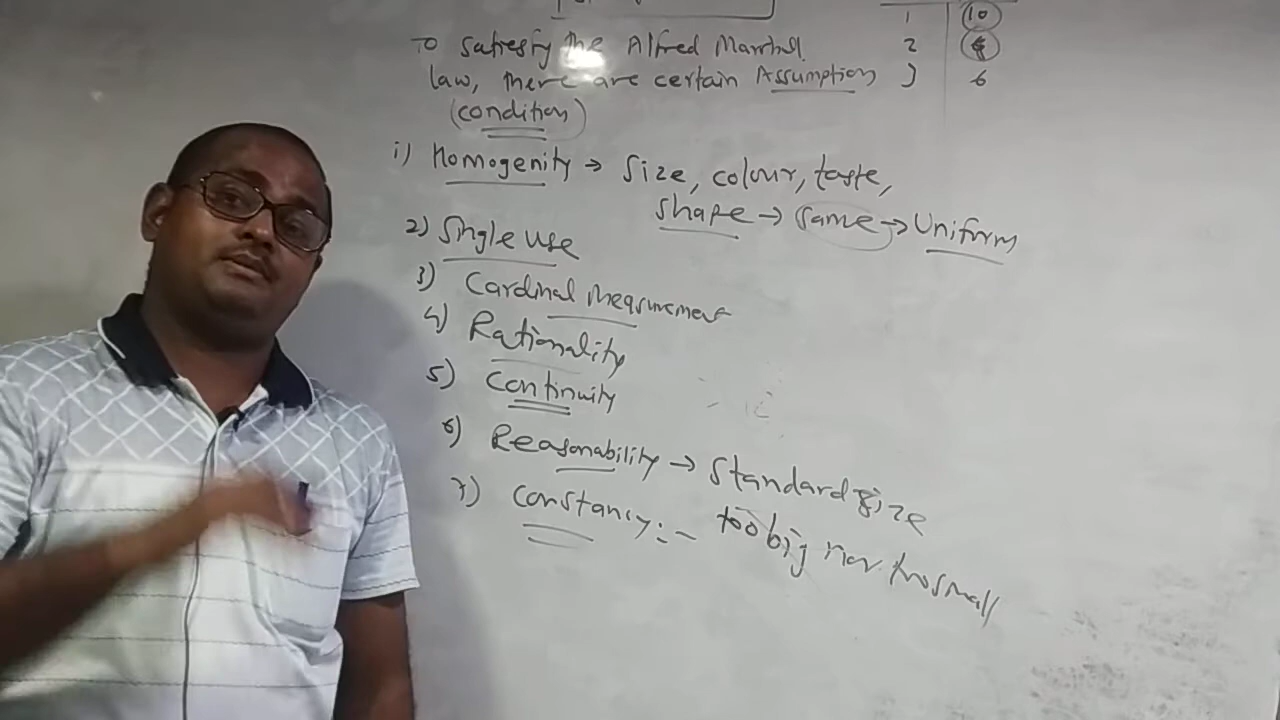 1 10
To satisfy the Alfred Marshal 2
law, there are certain Assumption 3 6
(condition)
i) Homogenity → Size, colour, taste,
shape → same → Uniform
2) Single use
3) Cardinal measurement
4) Rationality
5) Continuity
6) Reasonability → Standard size
7) Constancy:- too big nor too small